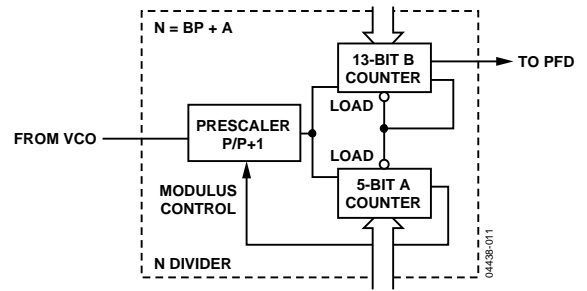 N = BP + A
13-BIT B
COUNTER
TO PFD
LOAD
PRESCALER
P/P+1
FROM VCO
LOAD
MODULUS
CONTROL
5-BIT A
COUNTER
N DIVIDER
04438-011